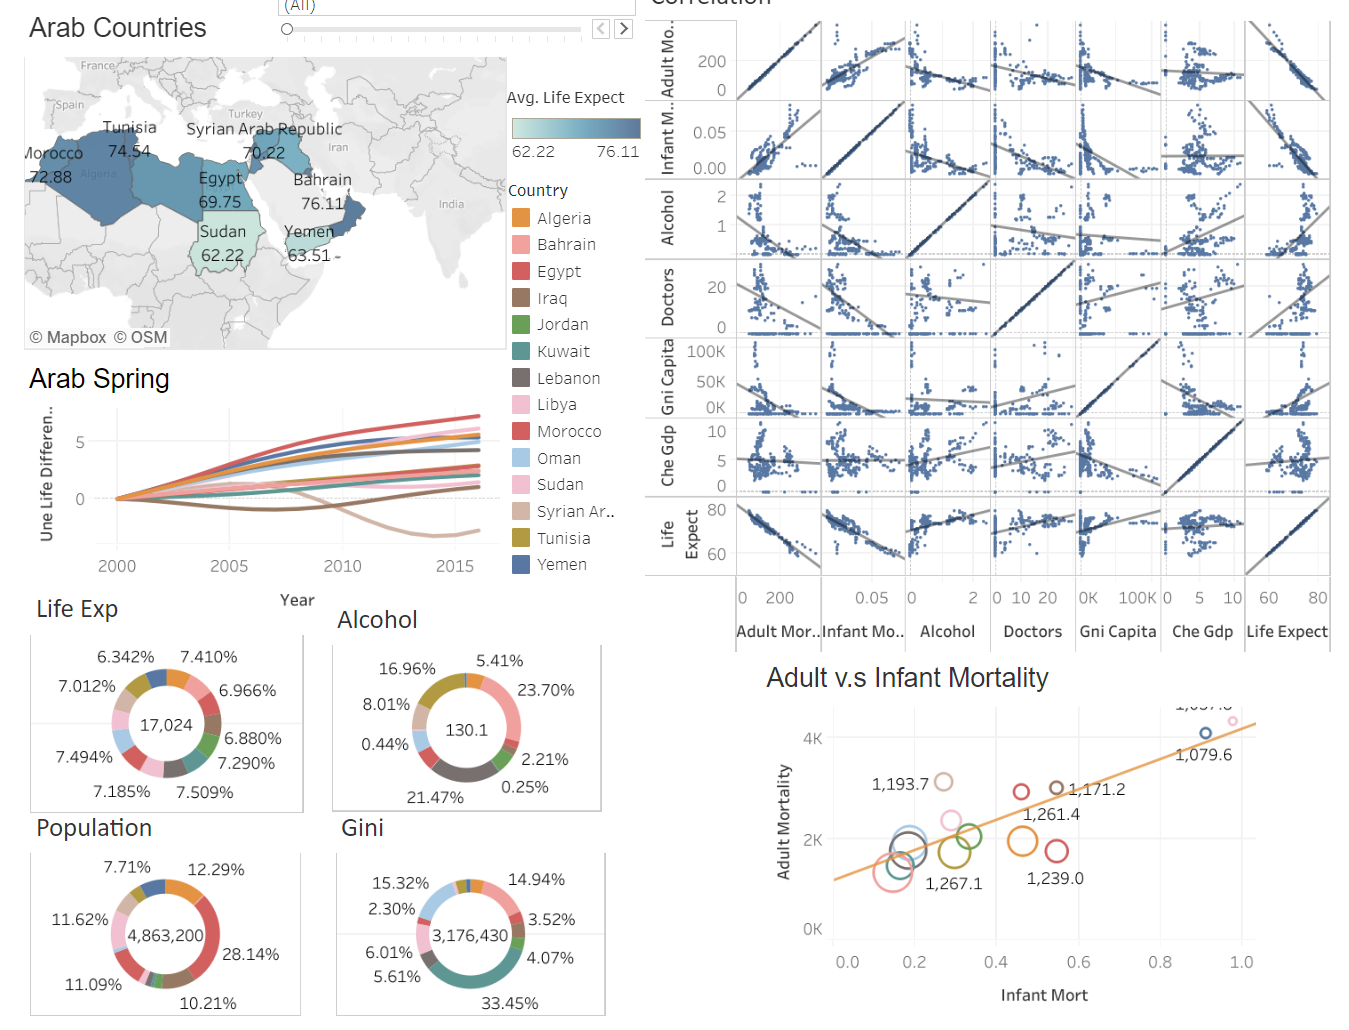 (All)
Arab Countries
France
Spain
Turkey
Iran
India
Algeria
Tunisia
74.54
Syrian Arab Republic
70.22
Morocco
72.88
Egypt
69.75
Bahrain
76.11
Sudan
62.22
Yemen
63.51
© Mapbox © OSM
Avg. Life Expect
62.22 76.11
Country
Algeria
Bahrain
Egypt
Iraq
Jordan
Kuwait
Lebanon
Libya
Morocco
Oman
Sudan
Syrian Ar..
Tunisia
Yemen
Arab Spring
Une Life Differen..
5
0
2000 2005 2010 2015
Year
Life Exp
6.342% 7.410%
7.012% 6.966%
17,024
6.880%
7.494% 7.290%
7.185% 7.509%
Alcohol
16.96% 5.41%
23.70%
8.01%
130.1
0.44%
2.21%
0.25%
21.47%
Population
7.71% 12.29%
11.62%
4,863,200
28.14%
11.09%
10.21%
Gini
15.32% 14.94%
2.30% 3.52%
3,176,430
6.01% 4.07%
5.61%
33.45%
Correlation
Adult Mo..
200
0
Infant M..
0.05
0.00
Alcohol
2
1
Doctors
20
0
Gni Capita
100K
50K
0K
Che Gdp
10
5
0
Life Expect
80
60
0 200 0.05 0 2 0 10 20 0K 100K 0 5 10 60 80
Adult Mor.. Infant Mo.. Alcohol Doctors Gni Capita Che Gdp Life Expect
Adult v.s Infant Mortality
Adult Mortality
4K
2K
0K
1,079.6
1,193.7
1,171.2
1,261.4
1,267.1
1,239.0
0.0 0.2 0.4 0.6 0.8 1.0
Infant Mort